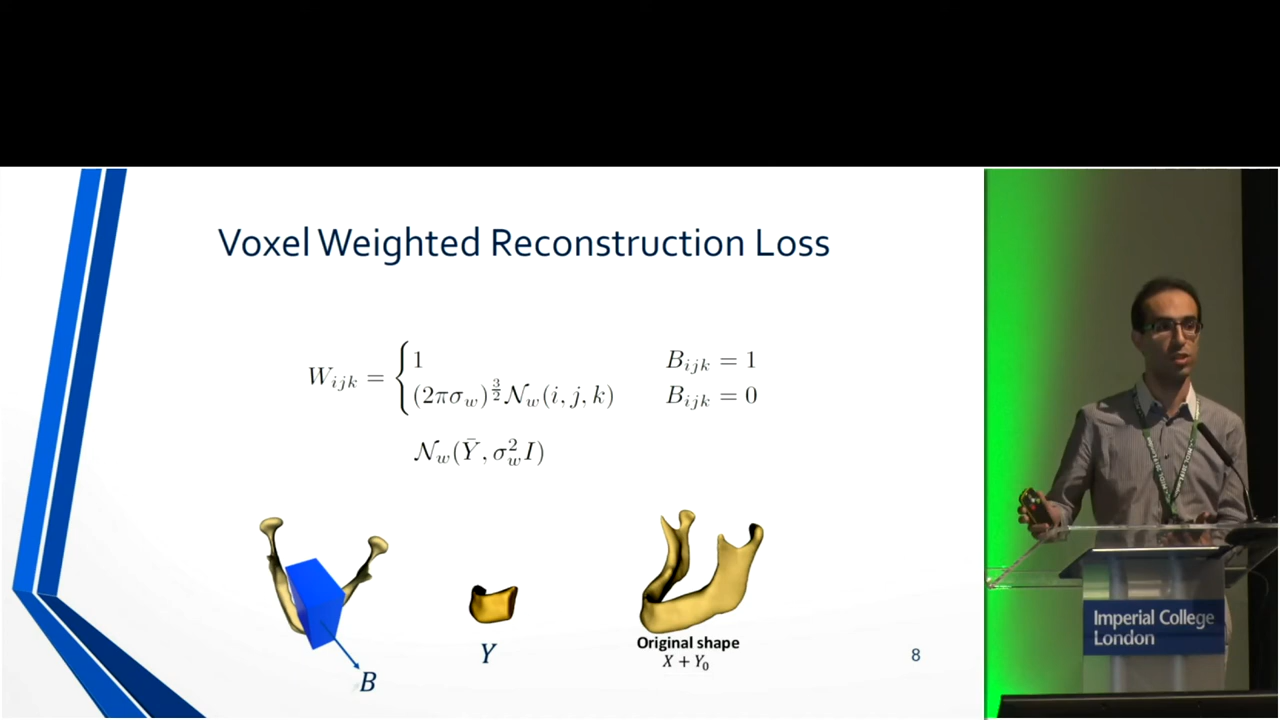 Voxel Weighted Reconstruction Loss
W_{ijk} = { 1    B_{ijk} = 1
(2πσ_w)^{3/2} 𝒩_w(i, j, k)    B_{ijk} = 0
𝒩_w(Ȳ, σ_w^2 I)
B
Y
Original shape
X + Y_0
8
Imperial College
London